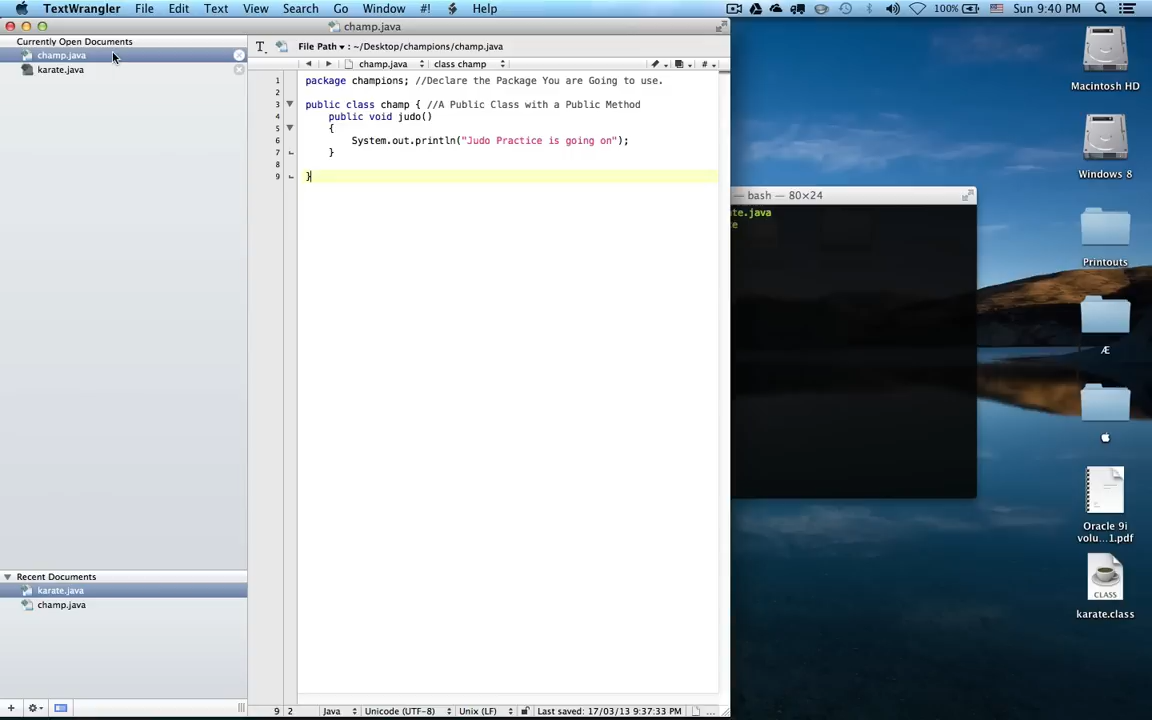 TextWrangler File Edit Text View Search Go Window #! Help 100% Sun 9:40 PM
champ.java
Currently Open Documents
champ.java
karate.java
File Path ▾ : ~/Desktop/champions/champ.java
champ.java class champ
1 package champions; //Declare the Package You are Going to use.
2
3 public class champ { //A Public Class with a Public Method
4 public void judo()
5 {
6 System.out.println("Judo Practice is going on");
7 }
8
9 }
— bash — 80×24
te.java
Macintosh HD
Windows 8
Printouts
Æ
Oracle 9i
volu...1.pdf
CLASS
karate.class
Recent Documents
karate.java
champ.java
9 2 Java Unicode (UTF-8) Unix (LF) Last saved: 17/03/13 9:37:33 PM